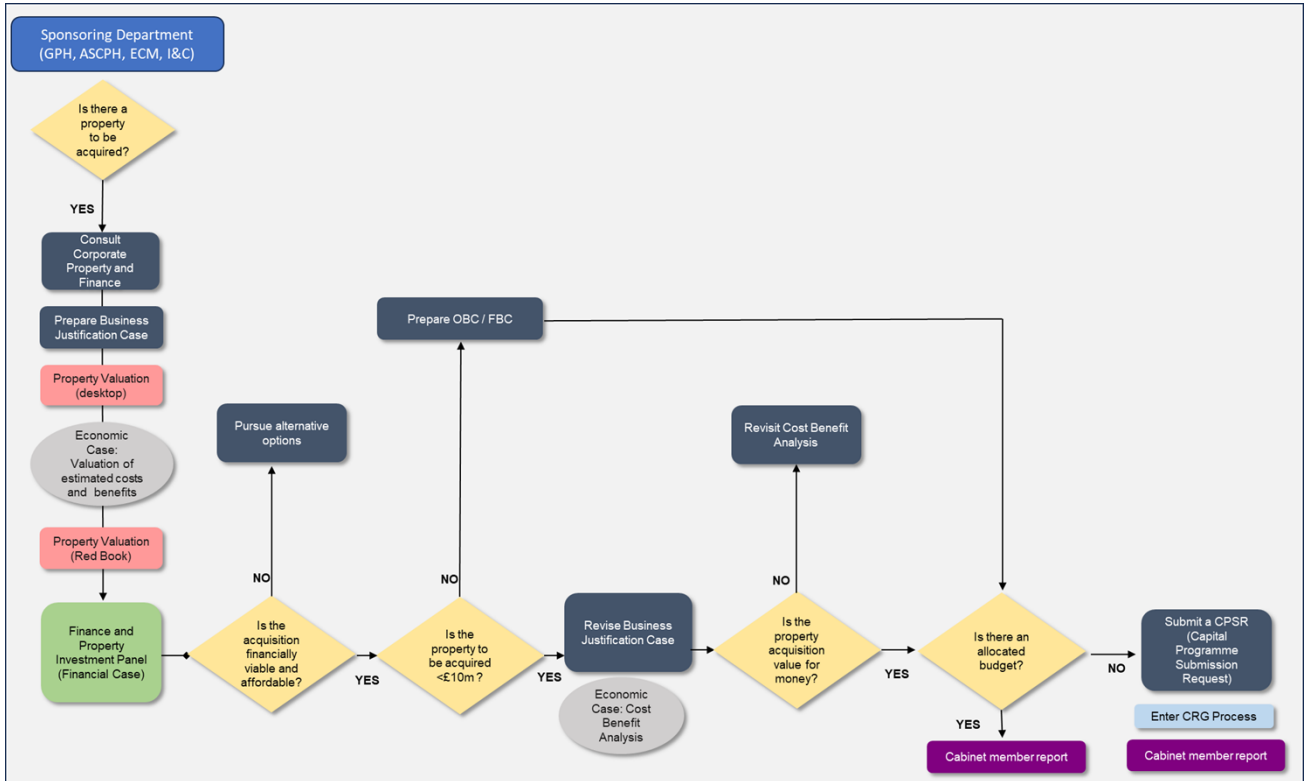 Sponsoring Department
(GPH, ASCPH, ECM, I&C)
Is there a
property
to be
acquired?
YES
Consult
Corporate
Property and
Finance
Prepare Business
Justification Case
Property Valuation
(desktop)
Economic
Case:
Valuation of
estimated costs
and benefits
Property Valuation
(Red Book)
Finance and
Property
Investment Panel
(Financial Case)
Pursue alternative
options
NO
Is the
acquisition
financially
viable and
affordable?
YES
Prepare OBC / FBC
NO
Is the
property to
be acquired
<£10m ?
YES
Revise Business
Justification Case
Economic
Case: Cost
Benefit
Analysis
Revisit Cost Benefit
Analysis
NO
Is the
property
acquisition
value for
money?
YES
Is there an
allocated
budget?
NO
YES
Cabinet member report
Submit a CPSR
(Capital
Programme
Submission
Request)
Enter CRG Process
Cabinet member report